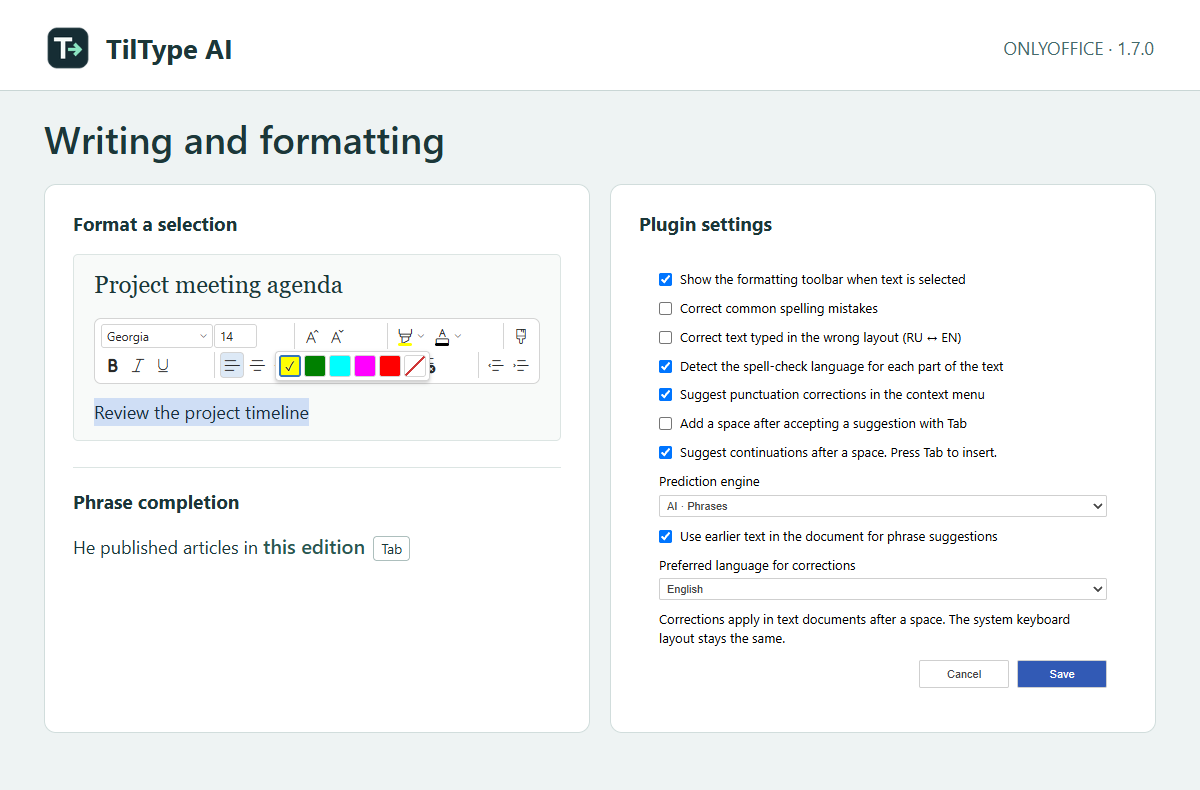 T TilType AI
ONLYOFFICE · 1.7.0
Writing and formatting
Format a selection
Project meeting agenda
Georgia 14 A A A
B I U
Review the project timeline
Phrase completion
He published articles in this edition Tab
Plugin settings
Show the formatting toolbar when text is selected
Correct common spelling mistakes
Correct text typed in the wrong layout (RU ↔ EN)
Detect the spell-check language for each part of the text
Suggest punctuation corrections in the context menu
Add a space after accepting a suggestion with Tab
Suggest continuations after a space. Press Tab to insert.
Prediction engine
AI · Phrases
Use earlier text in the document for phrase suggestions
Preferred language for corrections
English
Corrections apply in text documents after a space. The system keyboard
layout stays the same.
Cancel Save